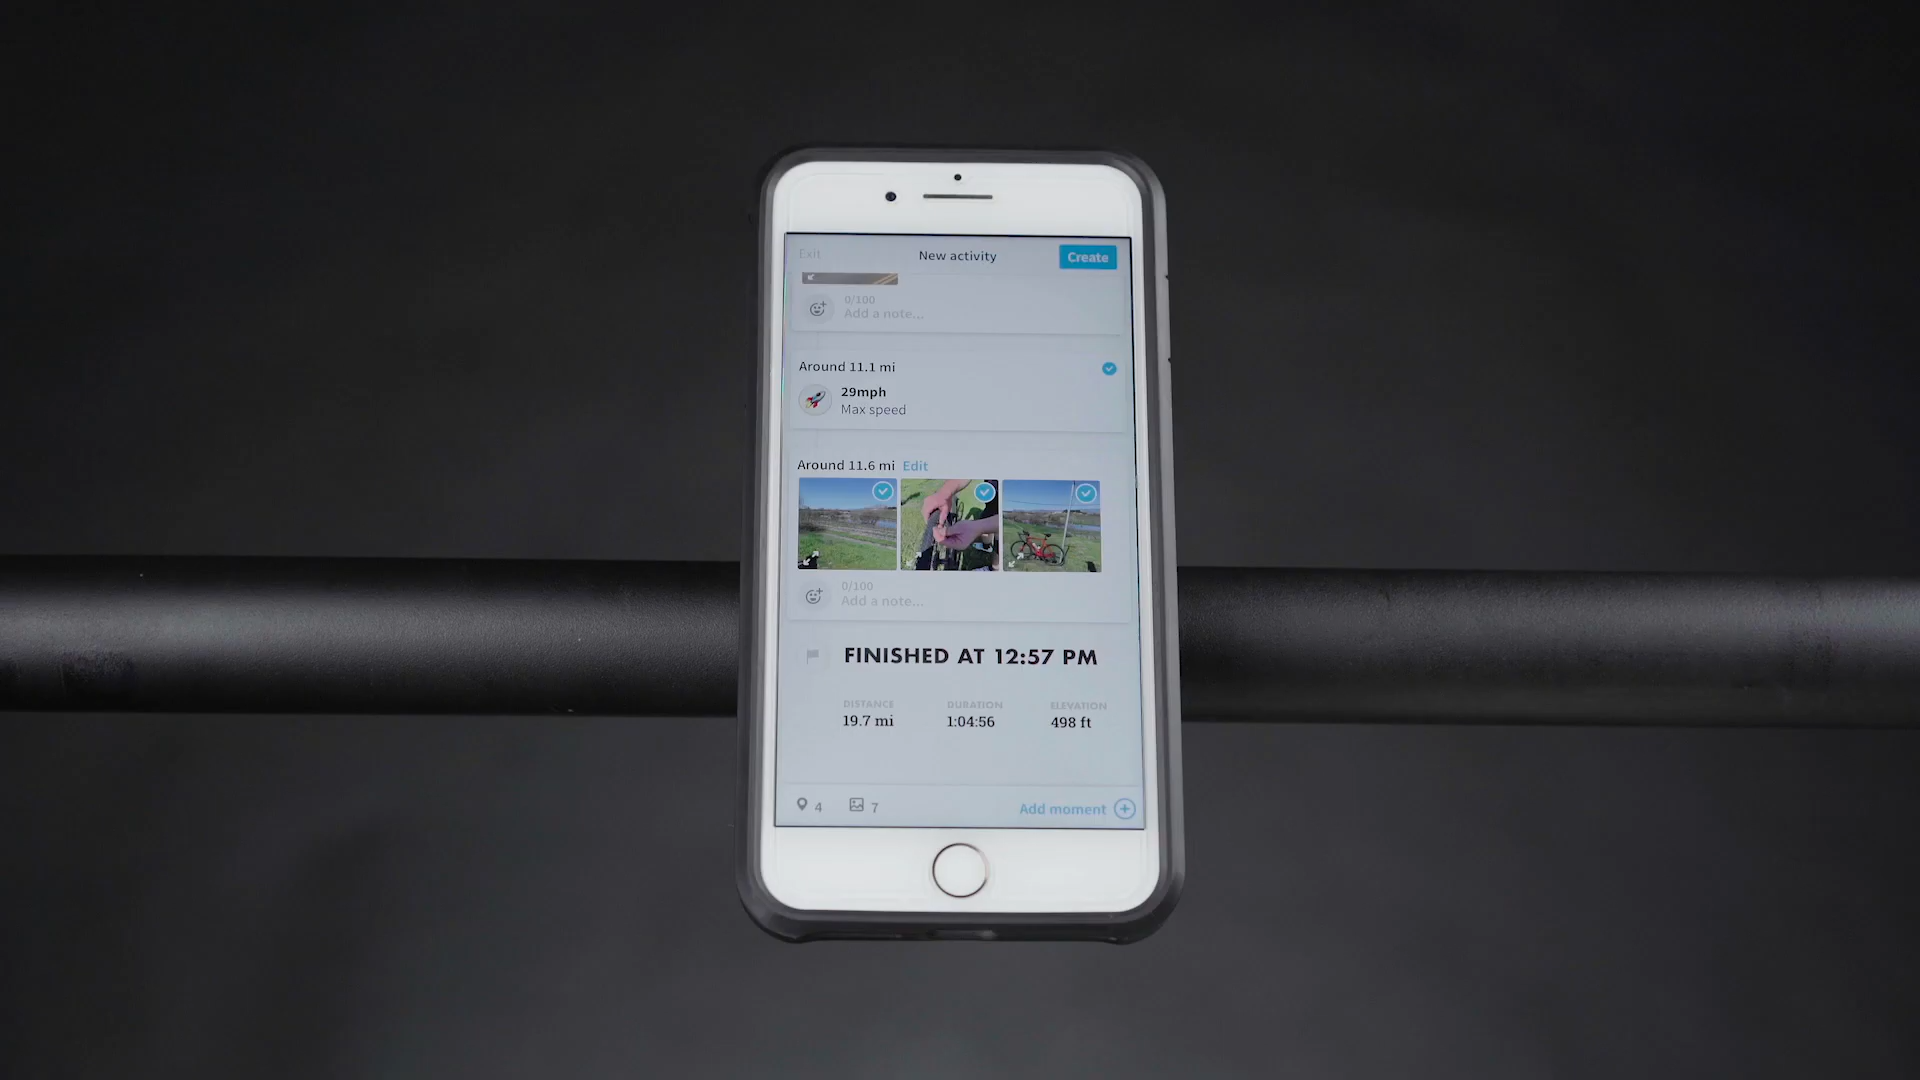 Exit
New activity
Create
0/100
Add a note...
Around 11.1 mi
29mph
Max speed
Around 11.6 mi Edit
0/100
Add a note...
FINISHED AT 12:57 PM
DISTANCE DURATION ELEVATION
19.7 mi 1:04:56 498 ft
4 7 Add moment